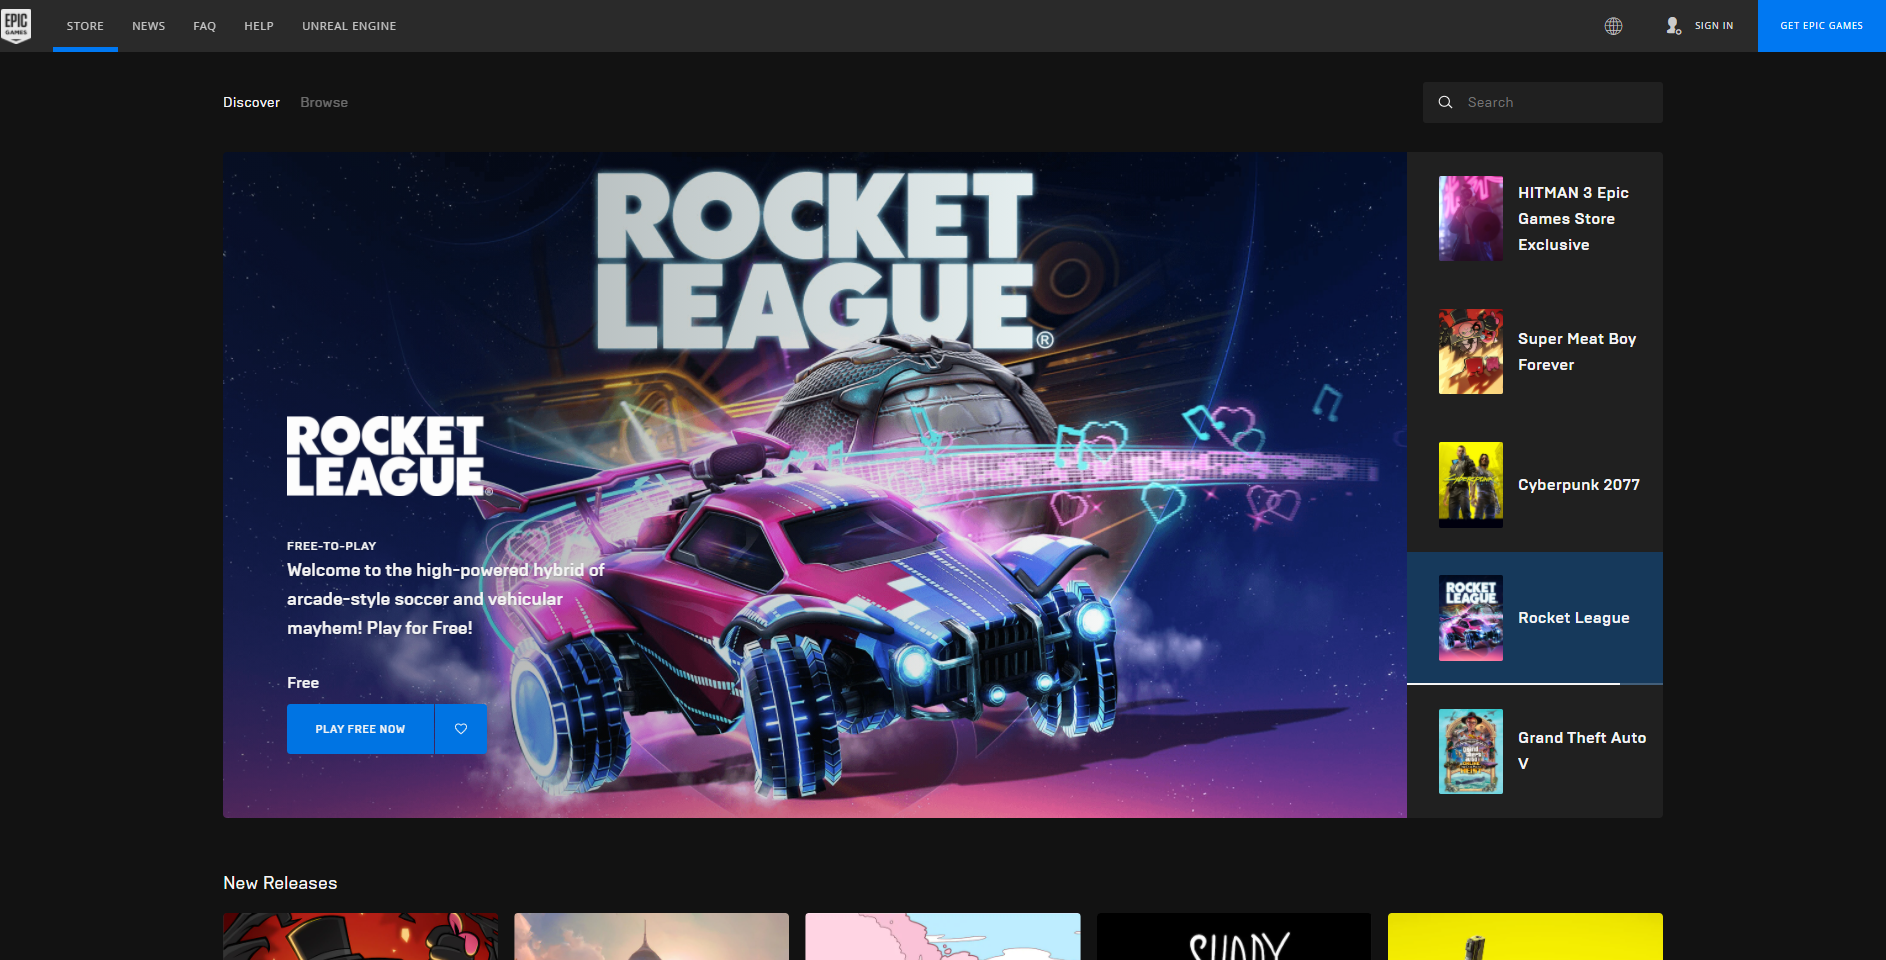 EPIC
GAMES
STORE
NEWS
FAQ
HELP
UNREAL ENGINE
SIGN IN
GET EPIC GAMES
Discover
Browse
Search
ROCKET
LEAGUE®
ROCKET
LEAGUE®
FREE-TO-PLAY
Welcome to the high-powered hybrid of
arcade-style soccer and vehicular
mayhem! Play for Free!
Free
PLAY FREE NOW
HITMAN 3 Epic
Games Store
Exclusive
Super Meat Boy
Forever
Cyberpunk
Cyberpunk 2077
ROCKET
LEAGUE
Rocket League
Grand Theft Auto
V
New Releases